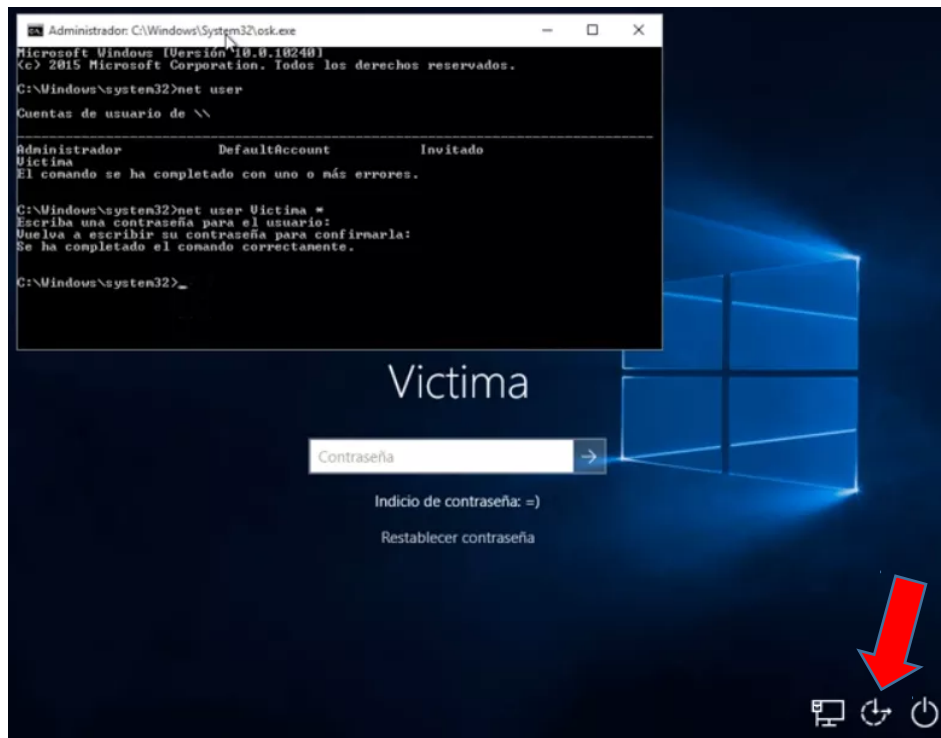 Administrador: C:\Windows\System32\osk.exe
Microsoft Windows [Versión 10.0.10240]
(c) 2015 Microsoft Corporation. Todos los derechos reservados.
C:\Windows\system32>net user
Cuentas de usuario de \\
Administrador DefaultAccount Invitado
Victima
El comando se ha completado con uno o más errores.
C:\Windows\system32>net user Victima *
Escriba una contraseña para el usuario:
Vuelva a escribir su contraseña para confirmarla:
Se ha completado el comando correctamente.
C:\Windows\system32>_
Victima
Contraseña
Indicio de contraseña: =)
Restablecer contraseña